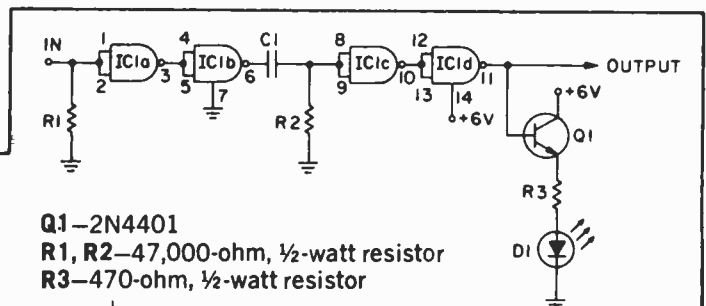 IN
1
2
IC1a
3
4
5
IC1b
6
7
C1
8
9
IC1c
10
12
13
IC1d
11
14
+6V
OUTPUT
+6V
Q1
R1
R2
R3
D1
Q1—2N4401
R1, R2—47,000-ohm, ½-watt resistor
R3—470-ohm, ½-watt resistor